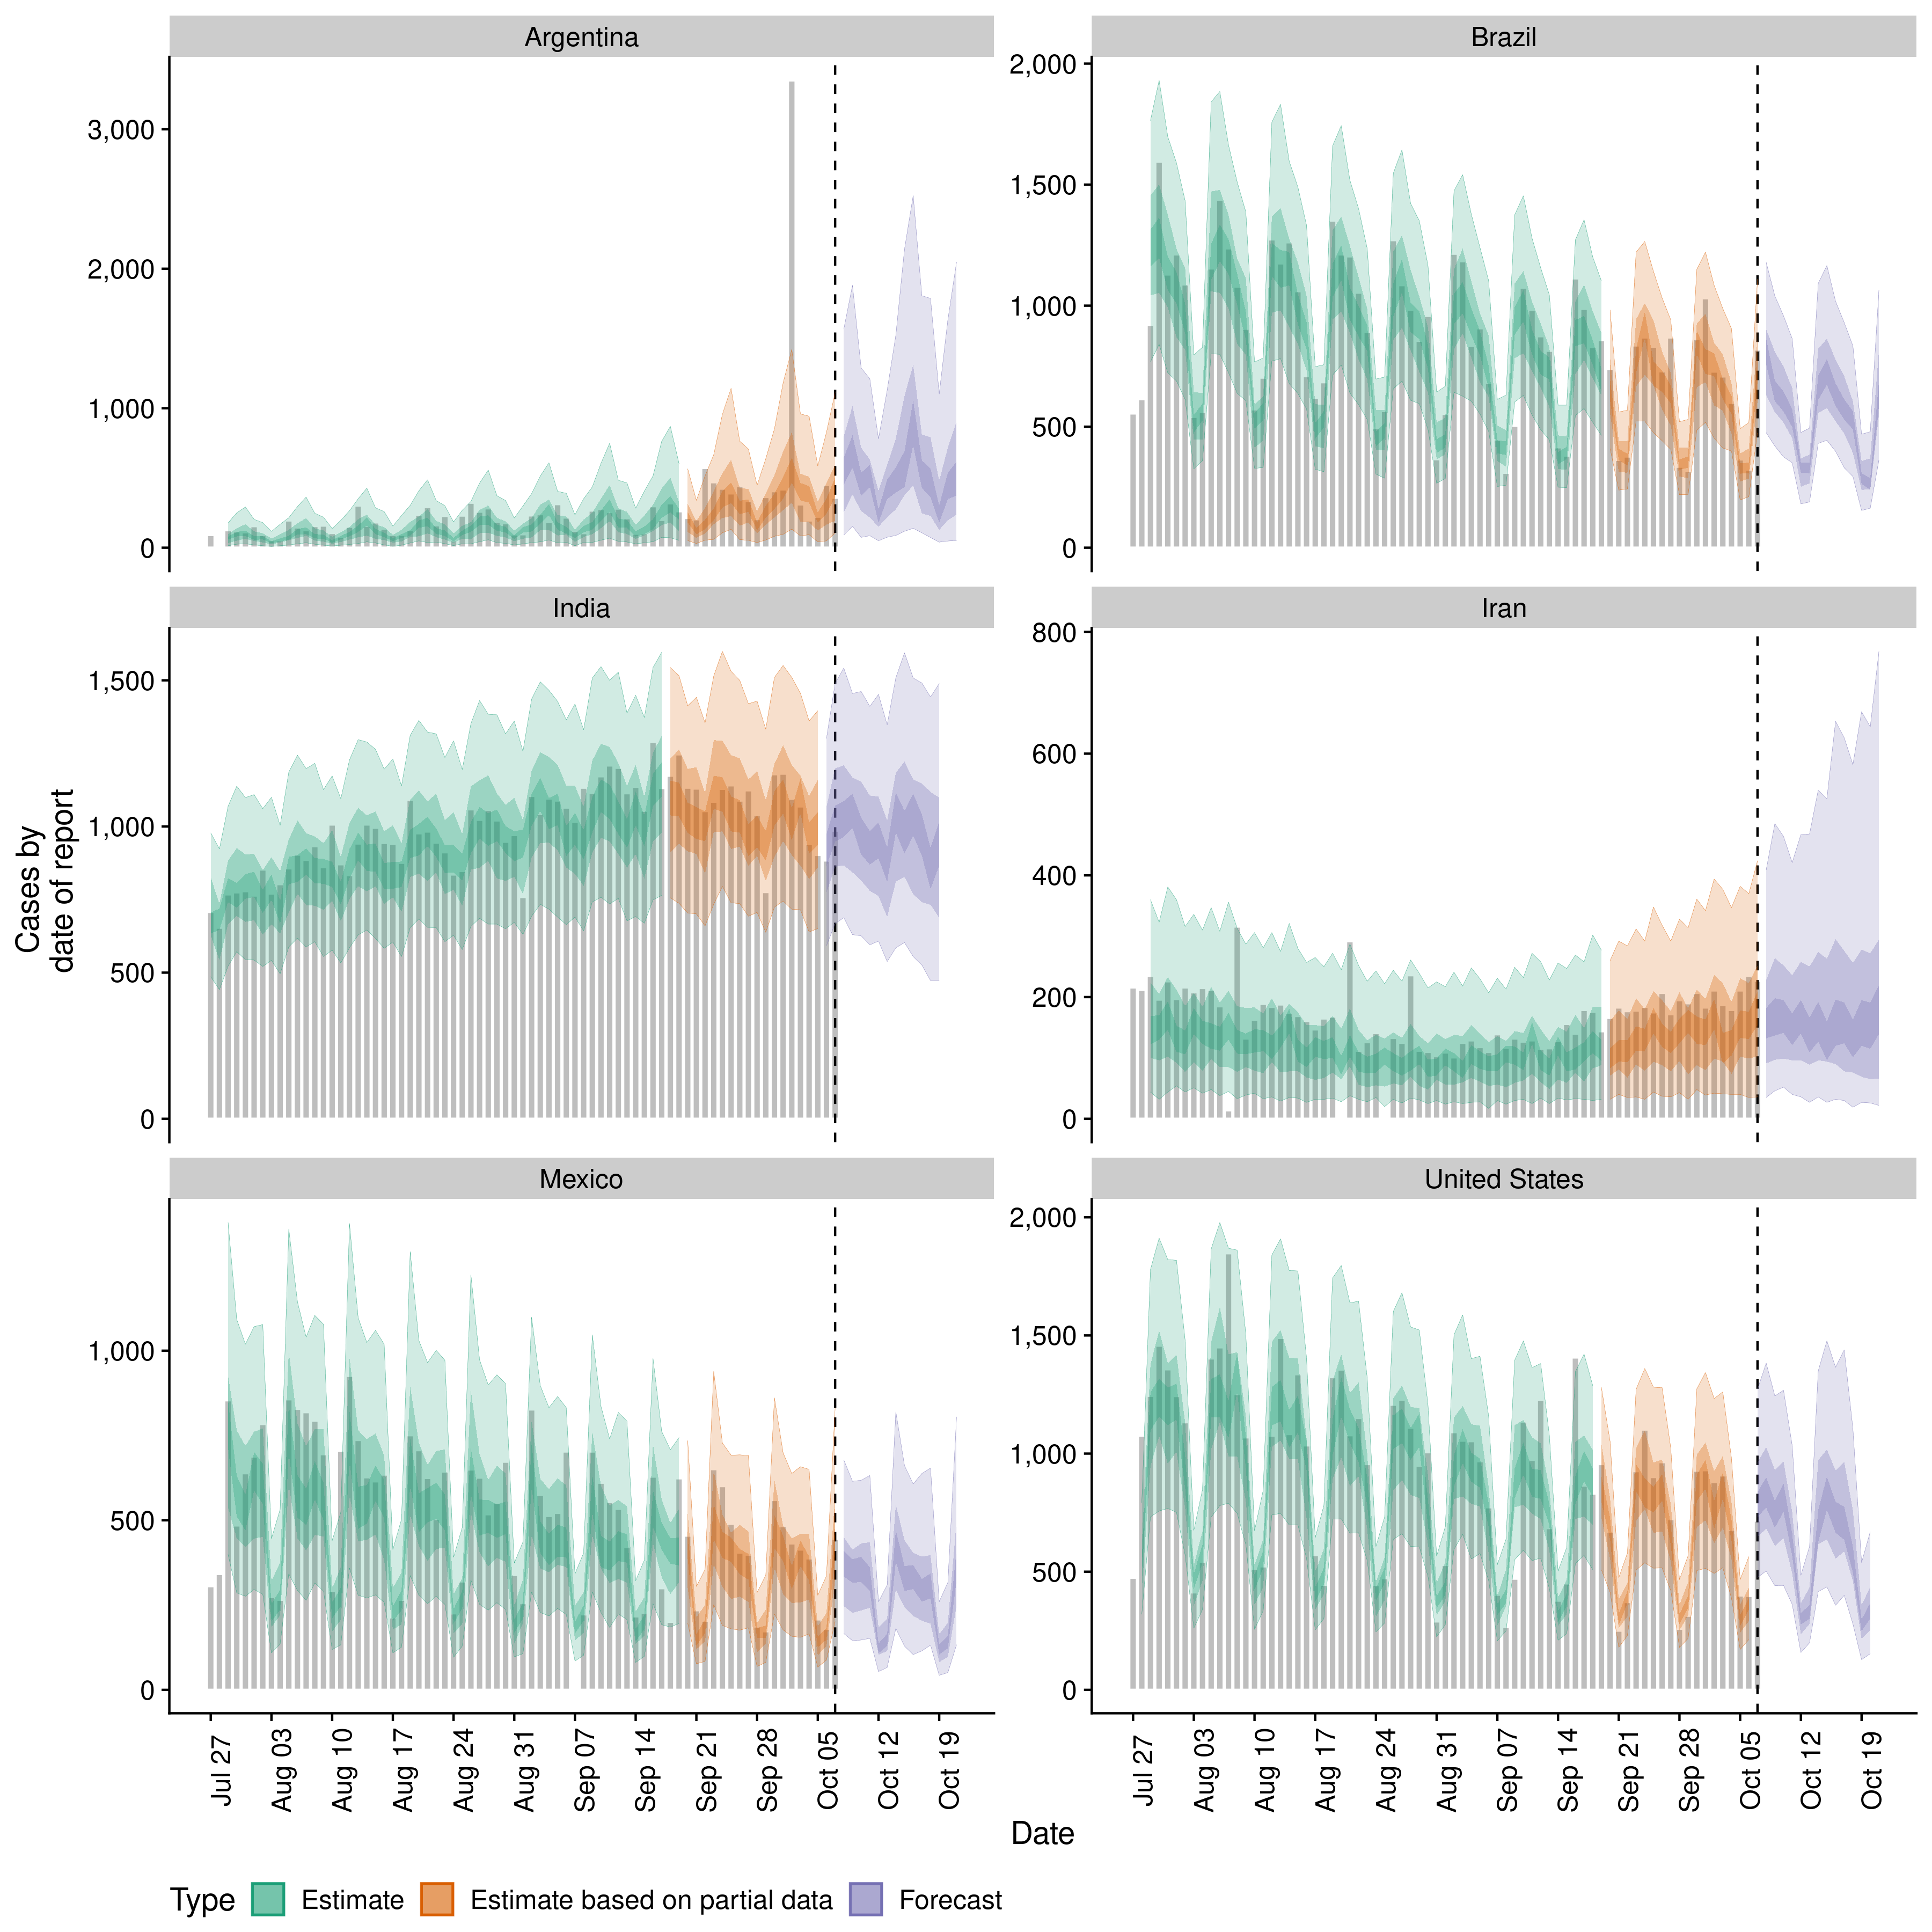 Argentina
Brazil
3,000
2,000
1,000
0
2,000
1,500
1,000
500
0
India
Iran
1,500
1,000
500
0
800
600
400
200
0
Mexico
United States
1,000
500
0
2,000
1,500
1,000
500
0
Cases by
date of report
Jul 27
Aug 03
Aug 10
Aug 17
Aug 24
Aug 31
Sep 07
Sep 14
Sep 21
Sep 28
Oct 05
Oct 12
Oct 19
Jul 27
Aug 03
Aug 10
Aug 17
Aug 24
Aug 31
Sep 07
Sep 14
Sep 21
Sep 28
Oct 05
Oct 12
Oct 19
Date
Type Estimate Estimate based on partial data Forecast